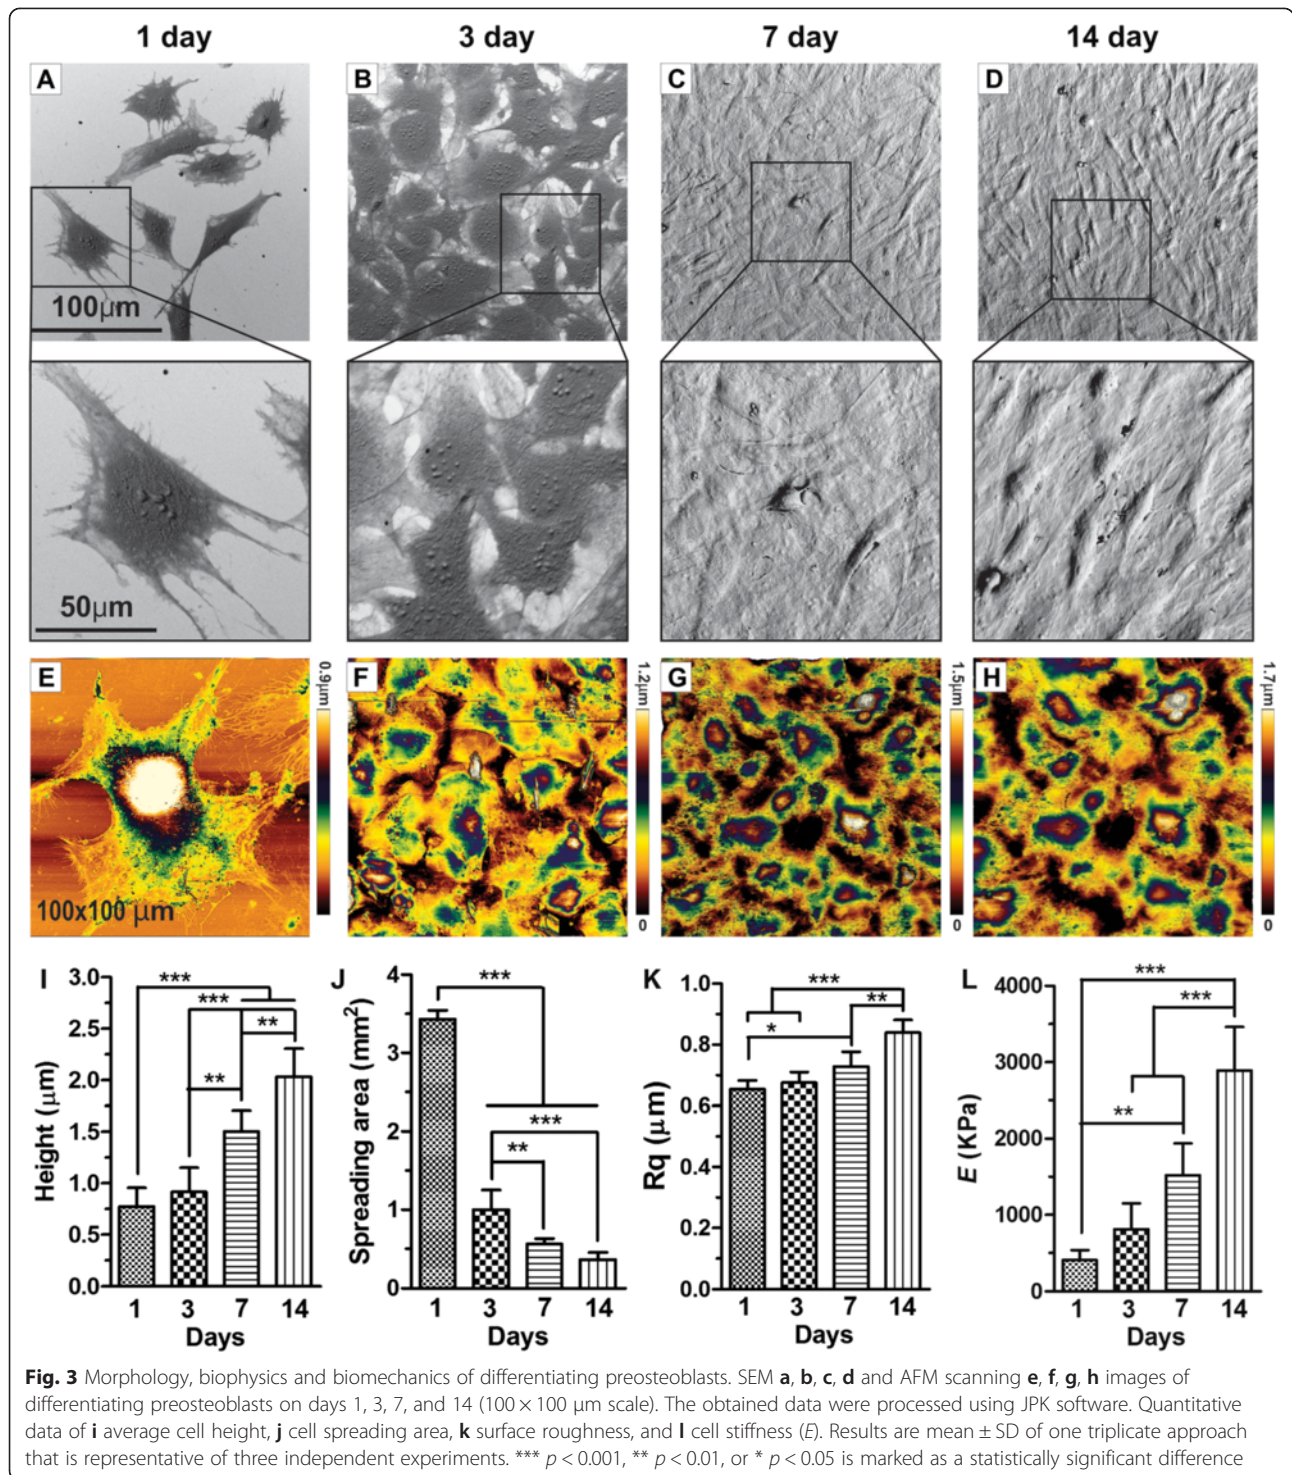 1 day 3 day 7 day 14 day
A B C D
100µm
50µm
E 0.9µm F 1.2µm G 1.5µm H 1.7µm
100x100 µm 0 0 0 0
I J K L
Height (µm)
3.0
2.5
2.0
1.5
1.0
0.5
0.0
*** *** ** **
1 3 7 14
Days
Spreading area (mm²)
4
3
2
1
0
*** *** **
1 3 7 14
Days
Rq (µm)
1.0
0.8
0.6
0.4
0.2
0.0
*** ** *
1 3 7 14
Days
E (KPa)
4000
3000
2000
1000
0
*** *** **
1 3 7 14
Days
Fig. 3 Morphology, biophysics and biomechanics of differentiating preosteoblasts. SEM a, b, c, d and AFM scanning e, f, g, h images of
differentiating preosteoblasts on days 1, 3, 7, and 14 (100 × 100 µm scale). The obtained data were processed using JPK software. Quantitative
data of i average cell height, j cell spreading area, k surface roughness, and l cell stiffness (E). Results are mean ± SD of one triplicate approach
that is representative of three independent experiments. *** p < 0.001, ** p < 0.01, or * p < 0.05 is marked as a statistically significant difference